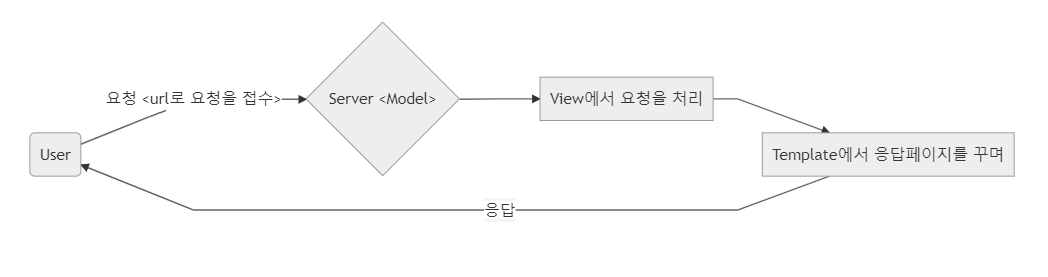 요청 <url로 요청을 접수>
Server <Model>
View에서 요청을 처리
User
Template에서 응답페이지를 꾸며
응답